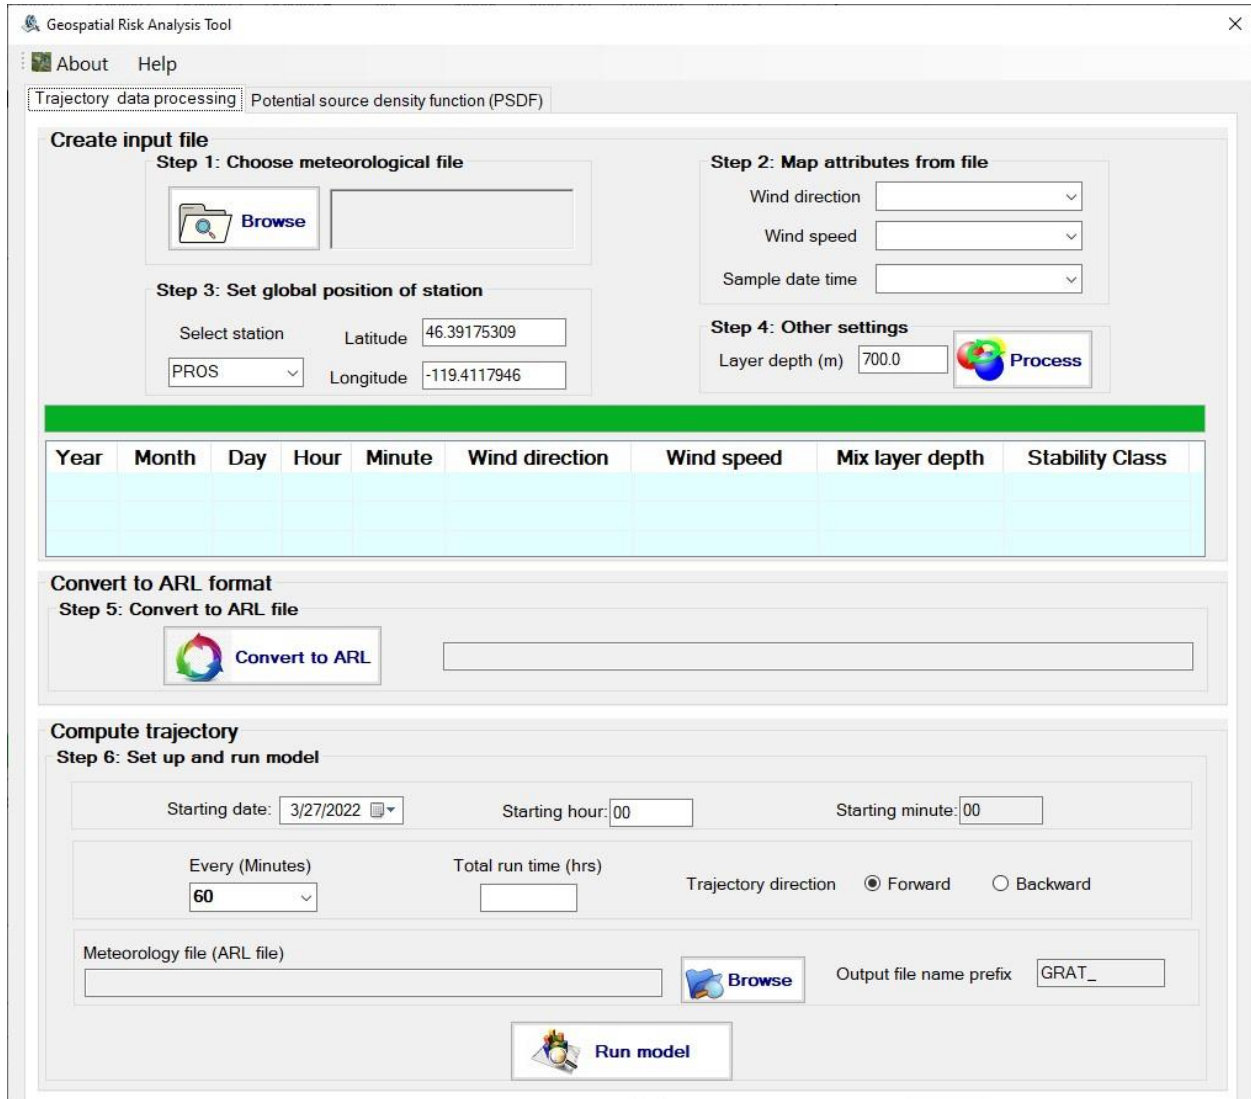 Geospatial Risk Analysis Tool
About Help
Trajectory data processing Potential source density function (PSDF)
Create input file
Step 1: Choose meteorological file
Browse
Step 2: Map attributes from file
Wind direction
Wind speed
Sample date time
Step 3: Set global position of station
Select station
PROS
Latitude 46.39175309
Longitude -119.4117946
Step 4: Other settings
Layer depth (m) 700.0 Process
Year Month Day Hour Minute Wind direction Wind speed Mix layer depth Stability Class
Convert to ARL format
Step 5: Convert to ARL file
Convert to ARL
Compute trajectory
Step 6: Set up and run model
Starting date: 3/27/2022 Starting hour: 00 Starting minute: 00
Every (Minutes)
60
Total run time (hrs)
Trajectory direction Forward Backward
Meteorology file (ARL file)
Browse
Output file name prefix GRAT_
Run model